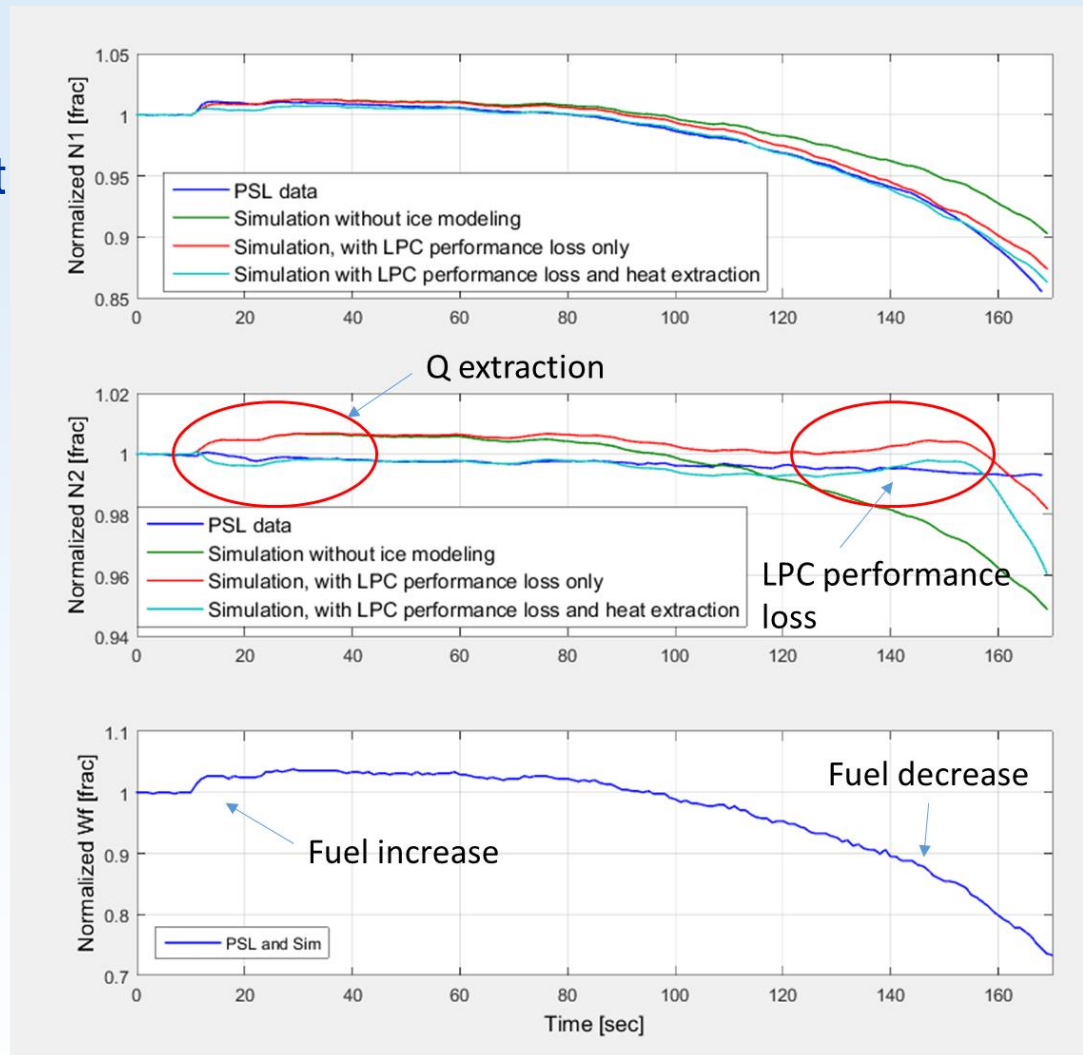 t
1.05
1
0.95
0.9
0.85
Normalized N1 [frac]
PSL data
Simulation without ice modeling
Simulation, with LPC performance loss only
Simulation with LPC performance loss and heat extraction
0 20 40 60 80 100 120 140 160
Q extraction
1.02
1
0.98
0.96
0.94
Normalized N2 [frac]
PSL data
Simulation without ice modeling
Simulation, with LPC performance loss only
Simulation, with LPC performance loss and heat extraction
LPC performance
loss
0 20 40 60 80 100 120 140 160
1.1
1
0.9
0.8
0.7
Normalized Wf [frac]
Fuel decrease
Fuel increase
PSL and Sim
0 20 40 60 80 100 120 140 160
Time [sec]